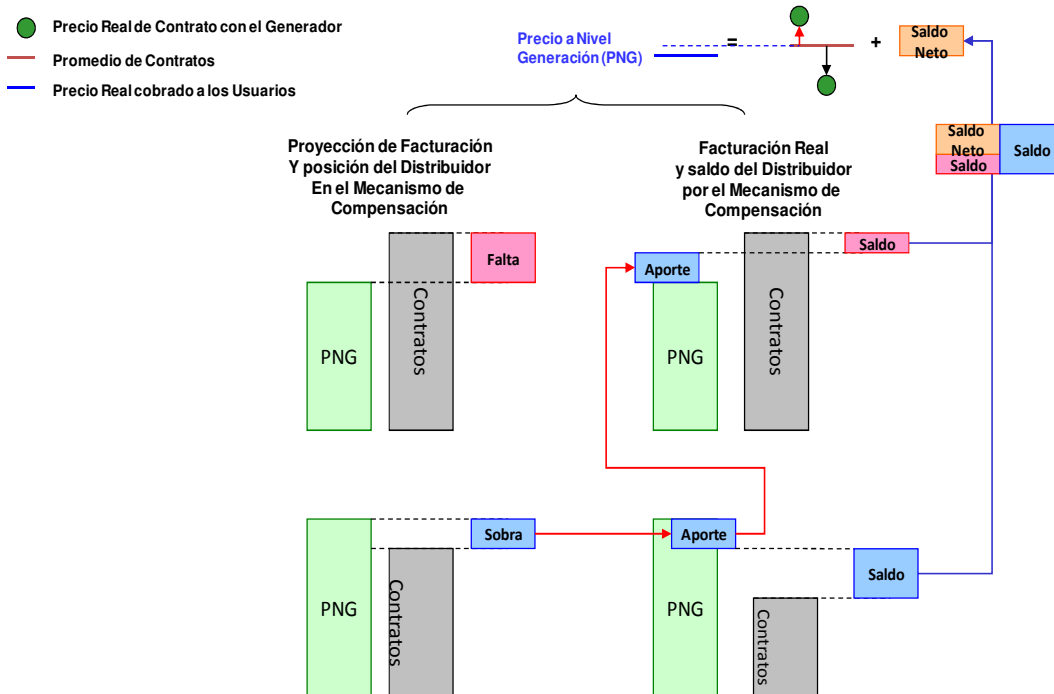 Precio Real de Contrato con el Generador
Promedio de Contratos
Precio Real cobrado a los Usuarios
Precio a Nivel
Generación (PNG)
=
+
Saldo
Neto
Saldo
Neto
Saldo
Saldo
Proyección de Facturación
Y posición del Distribuidor
En el Mecanismo de
Compensación
Facturación Real
y saldo del Distribuidor
por el Mecanismo de
Compensación
Falta
PNG
Contratos
Aporte
Saldo
PNG
Contratos
Sobra
PNG
Contratos
Aporte
PNG
Saldo
Contratos